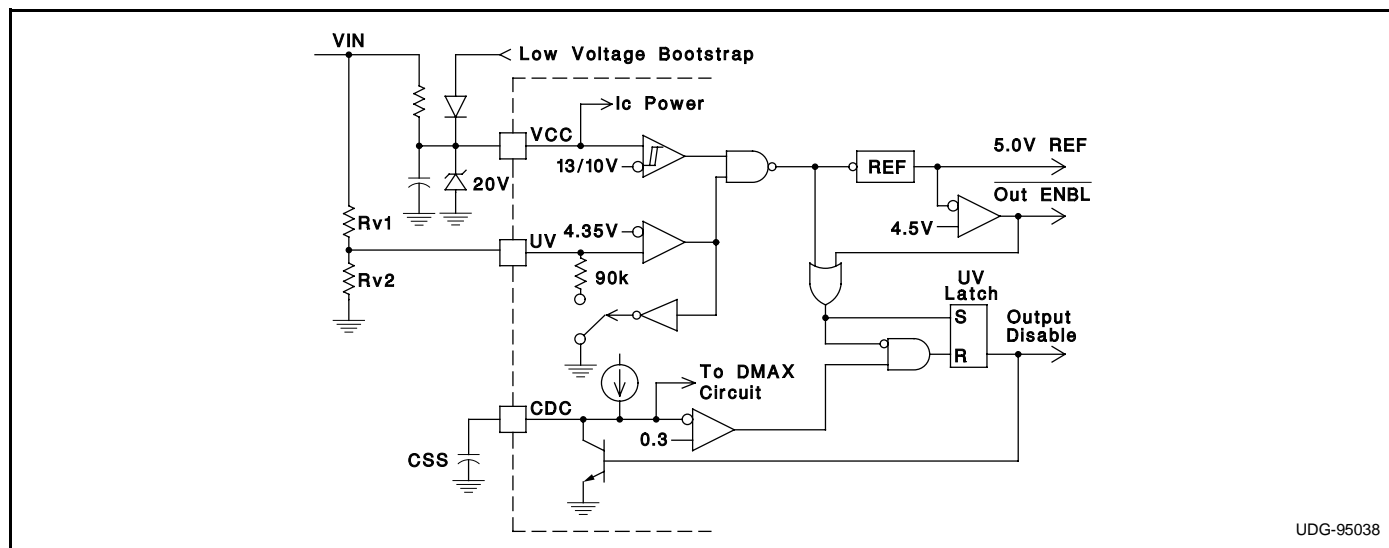 VIN
Low Voltage Bootstrap
Ic Power
VCC
13/10V
20V
REF
5.0V REF
Out ENBL
4.5V
Rv1
4.35V
UV
90k
Rv2
UV
Latch
S
R
Output
Disable
To DMAX
Circuit
CDC
0.3
CSS
UDG-95038